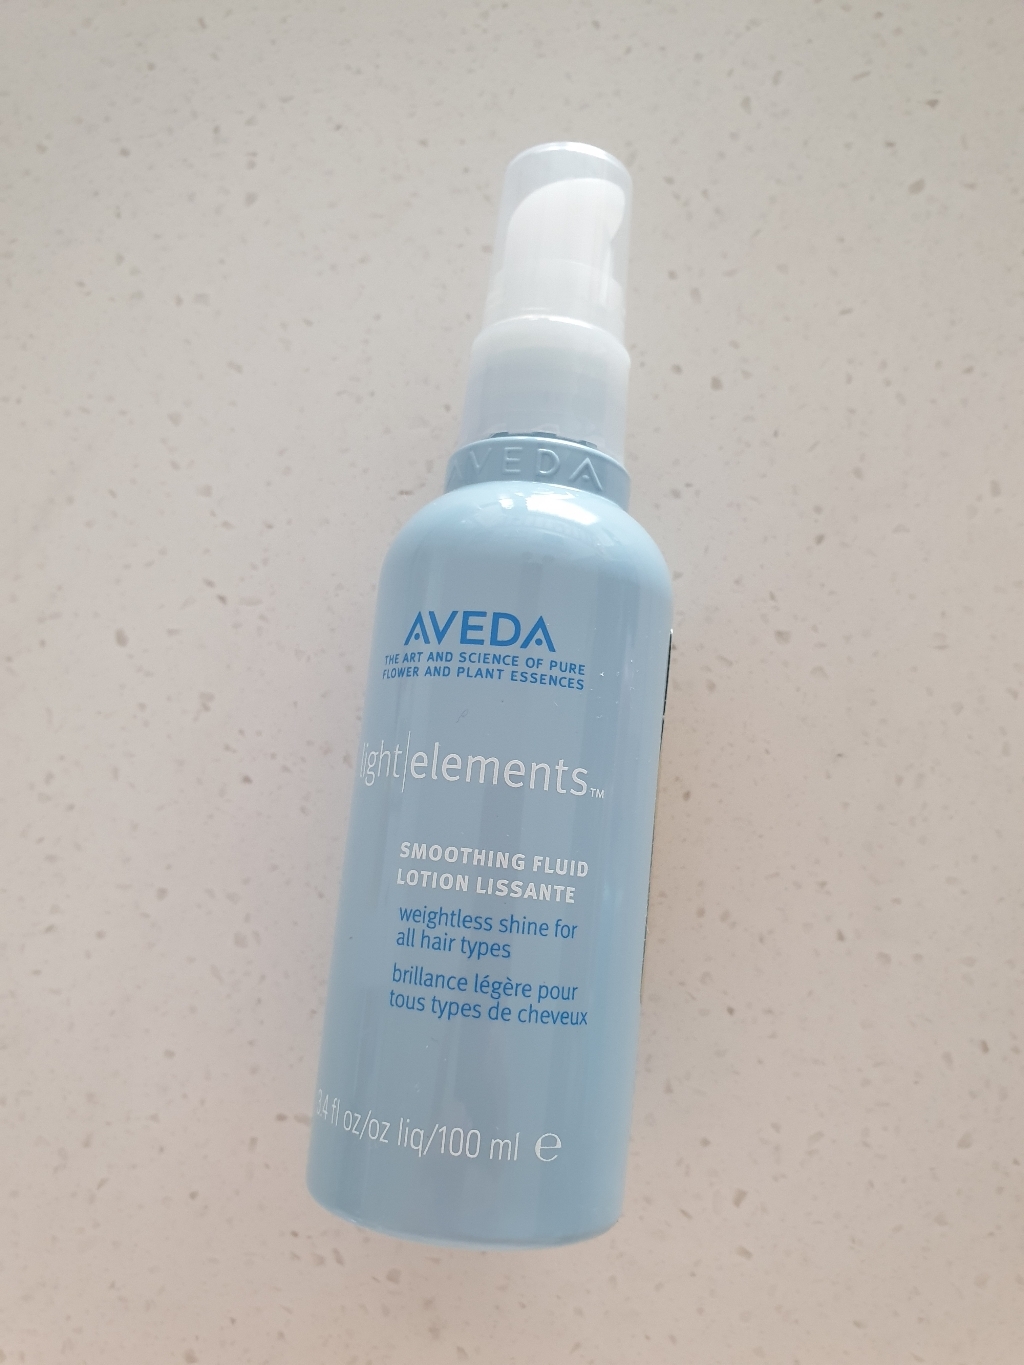 AVEDA
AVEDA
THE ART AND SCIENCE OF PURE
FLOWER AND PLANT ESSENCES
light|elements™
SMOOTHING FLUID
LOTION LISSANTE
weightless shine for
all hair types
brillance légère pour
tous types de cheveux
3.4 fl oz/oz liq/100 ml e